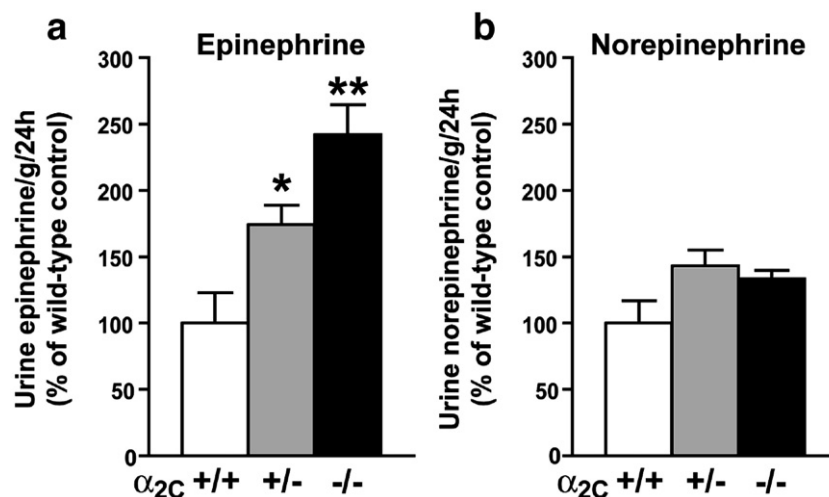 a
Epinephrine
Urine epinephrine/g/24h
(% of wild-type control)
300
250
200
150
100
50
0
*
**
α2C +/+ +/- -/-
b
Norepinephrine
Urine norepinephrine/g/24h
(% of wild-type control)
300
250
200
150
100
50
0
α2C +/+ +/- -/-